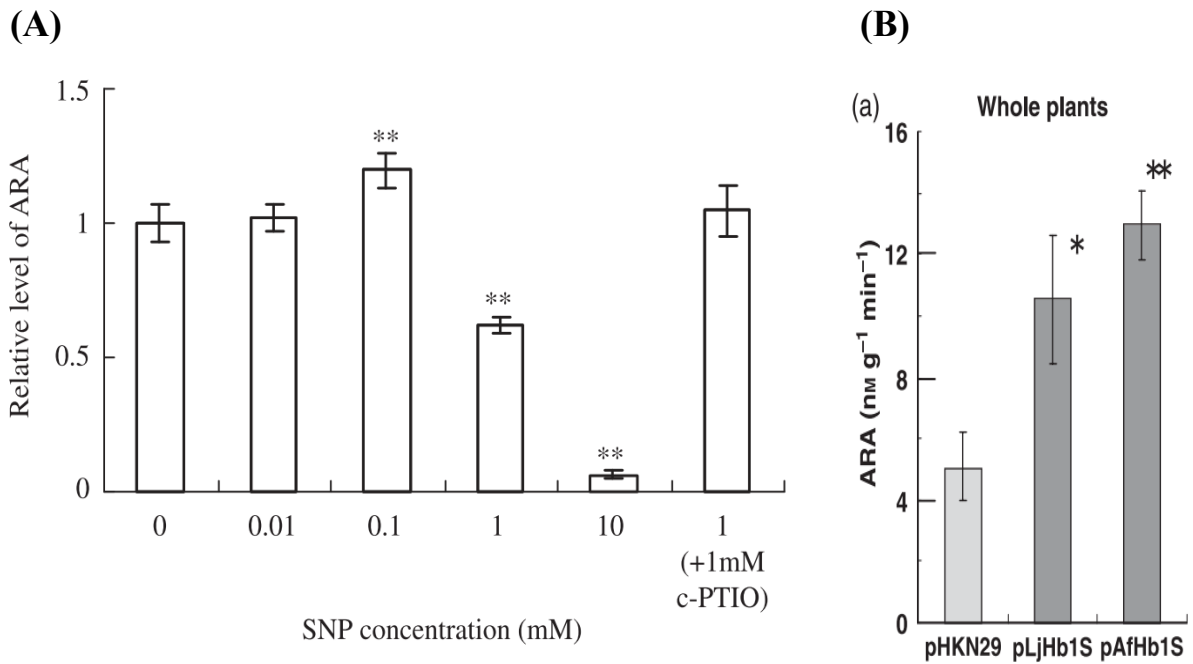 (A)
Relative level of ARA
1.5
1
0.5
0
**
**
**
0
0.01
0.1
1
10
1
(+1mM
c-PTIO)
SNP concentration (mM)
(B)
(a)
Whole plants
ARA (nM g⁻¹ min⁻¹)
16
12
8
4
0
*
**
pHKN29
pLjHb1S
pAfHb1S